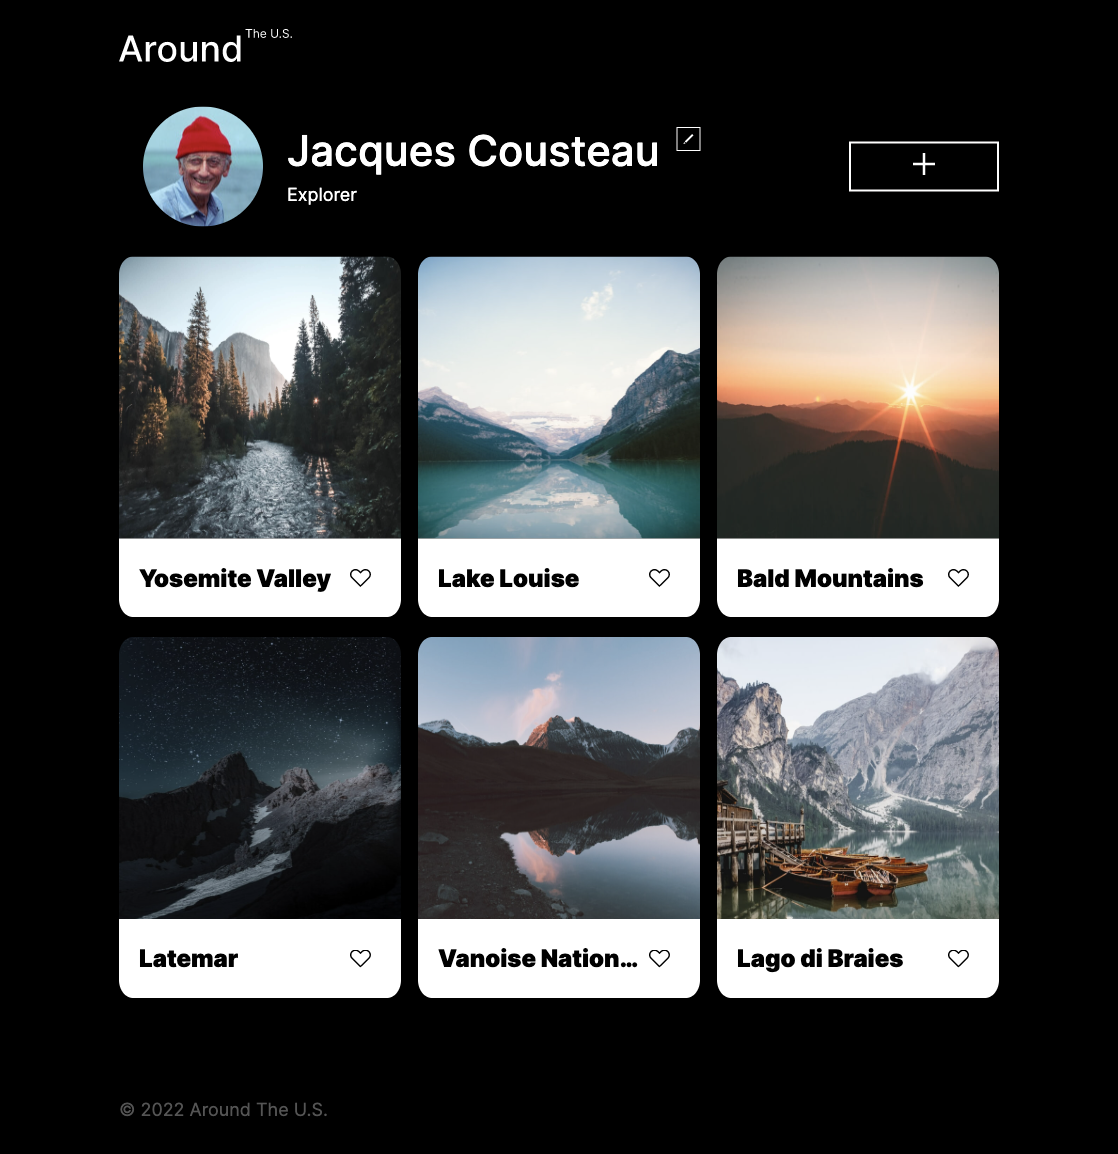 Around The U.S.
Jacques Cousteau
Explorer
Yosemite Valley
Lake Louise
Bald Mountains
Latemar
Vanoise Nation...
Lago di Braies
© 2022 Around The U.S.